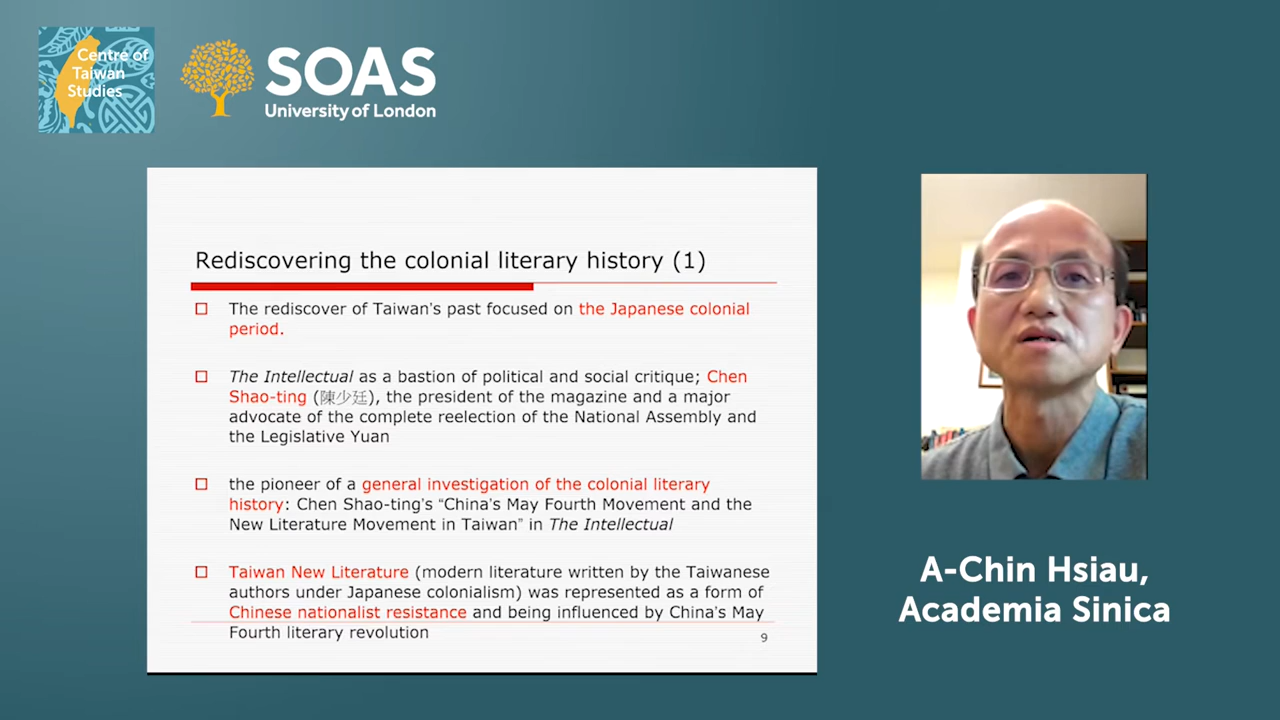 Centre of
Taiwan
Studies
SOAS
University of London
Rediscovering the colonial literary history (1)
The rediscover of Taiwan's past focused on the Japanese colonial
period.
The Intellectual as a bastion of political and social critique; Chen
Shao-ting (陳少廷), the president of the magazine and a major
advocate of the complete reelection of the National Assembly and
the Legislative Yuan
the pioneer of a general investigation of the colonial literary
history: Chen Shao-ting's “China's May Fourth Movement and the
New Literature Movement in Taiwan” in The Intellectual
Taiwan New Literature (modern literature written by the Taiwanese
authors under Japanese colonialism) was represented as a form of
Chinese nationalist resistance and being influenced by China's May
Fourth literary revolution
9
A-Chin Hsiau,
Academia Sinica